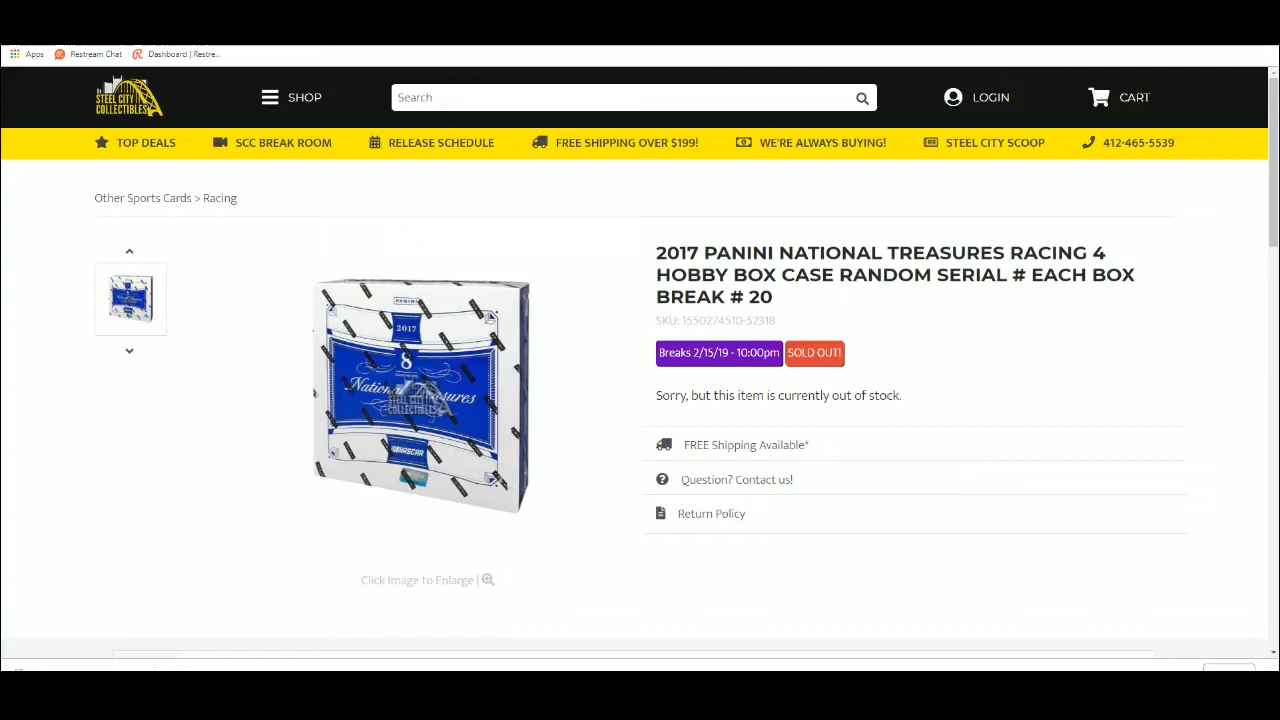 Apps Restream Chat Dashboard | Restre...
STEEL CITY
COLLECTIBLES
SHOP
Search
LOGIN
CART
TOP DEALS
SCC BREAK ROOM
RELEASE SCHEDULE
FREE SHIPPING OVER $199!
WE'RE ALWAYS BUYING!
STEEL CITY SCOOP
412-465-5539
Other Sports Cards > Racing
2017 PANINI NATIONAL TREASURES RACING 4
HOBBY BOX CASE RANDOM SERIAL # EACH BOX
BREAK # 20
SKU: 1550274510-52318
Breaks 2/15/19 - 10:00pm
SOLD OUT!
Sorry, but this item is currently out of stock.
FREE Shipping Available*
Question? Contact us!
Return Policy
PANINI
2017
8
National Treasures
STEEL CITY
COLLECTIBLES
NASCAR
Click Image to Enlarge |